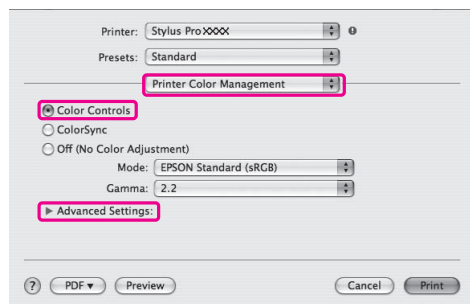 Printer: Stylus Pro XXXX
Presets: Standard
Printer Color Management
Color Controls
ColorSync
Off (No Color Adjustment)
Mode: EPSON Standard (sRGB)
Gamma: 2.2
Advanced Settings:
? PDF Preview Cancel Print